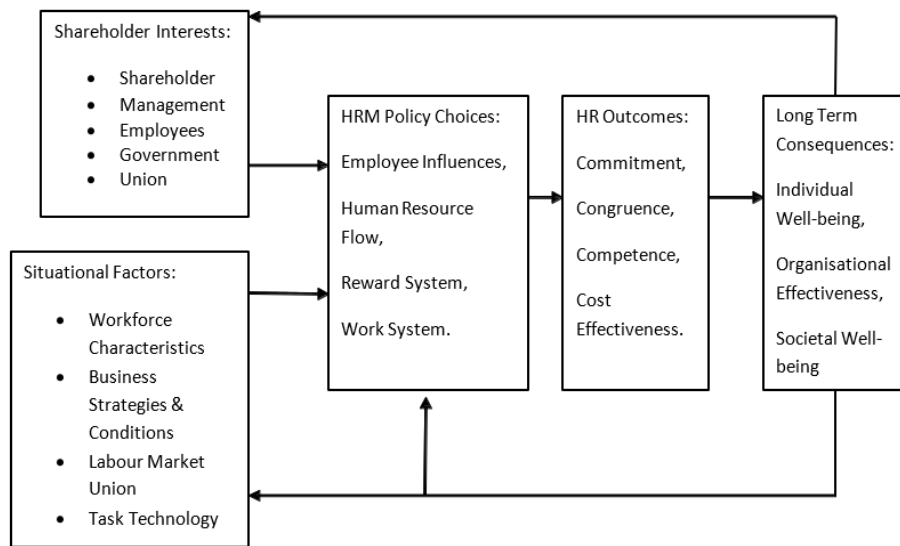 Shareholder Interests:
• Shareholder
• Management
• Employees
• Government
• Union
Situational Factors:
• Workforce
Characteristics
• Business
Strategies &
Conditions
• Labour Market
Union
• Task Technology
HRM Policy Choices:
Employee Influences,
Human Resource
Flow,
Reward System,
Work System.
HR Outcomes:
Commitment,
Congruence,
Competence,
Cost
Effectiveness.
Long Term
Consequences:
Individual
Well-being,
Organisational
Effectiveness,
Societal Well-
being